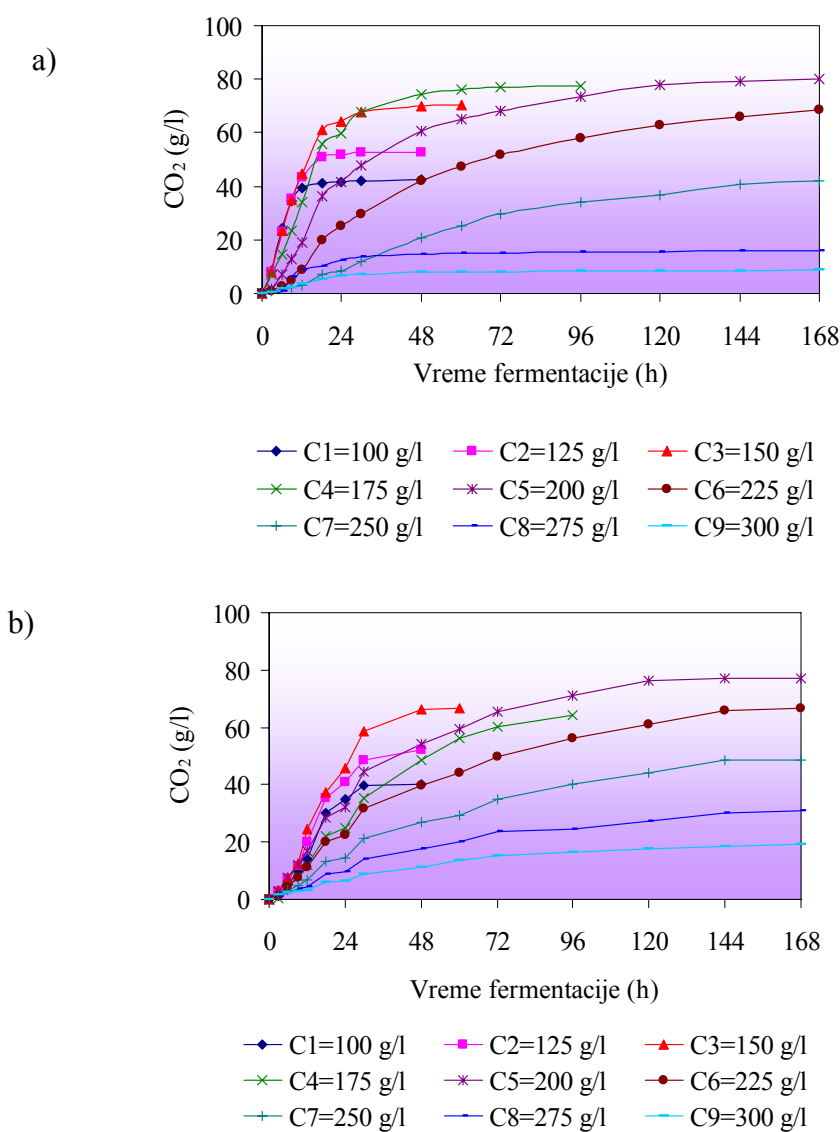 a)
100
80
60
40
20
0
CO₂ (g/l)
0 24 48 72 96 120 144 168
Vreme fermentacije (h)
C1=100 g/l C2=125 g/l C3=150 g/l
C4=175 g/l C5=200 g/l C6=225 g/l
C7=250 g/l C8=275 g/l C9=300 g/l
b)
100
80
60
40
20
0
CO₂ (g/l)
0 24 48 72 96 120 144 168
Vreme fermentacije (h)
C1=100 g/l C2=125 g/l C3=150 g/l
C4=175 g/l C5=200 g/l C6=225 g/l
C7=250 g/l C8=275 g/l C9=300 g/l